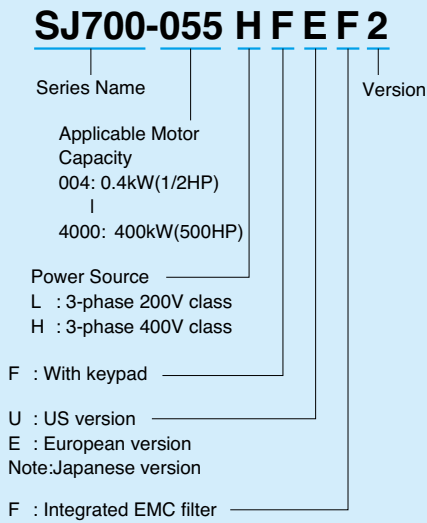 SJ700-055 H F E F 2
Series Name
Version
Applicable Motor
Capacity
004: 0.4kW(1/2HP)
l
4000: 400kW(500HP)
Power Source
L : 3-phase 200V class
H : 3-phase 400V class
F : With keypad
U : US version
E : European version
Note:Japanese version
F : Integrated EMC filter